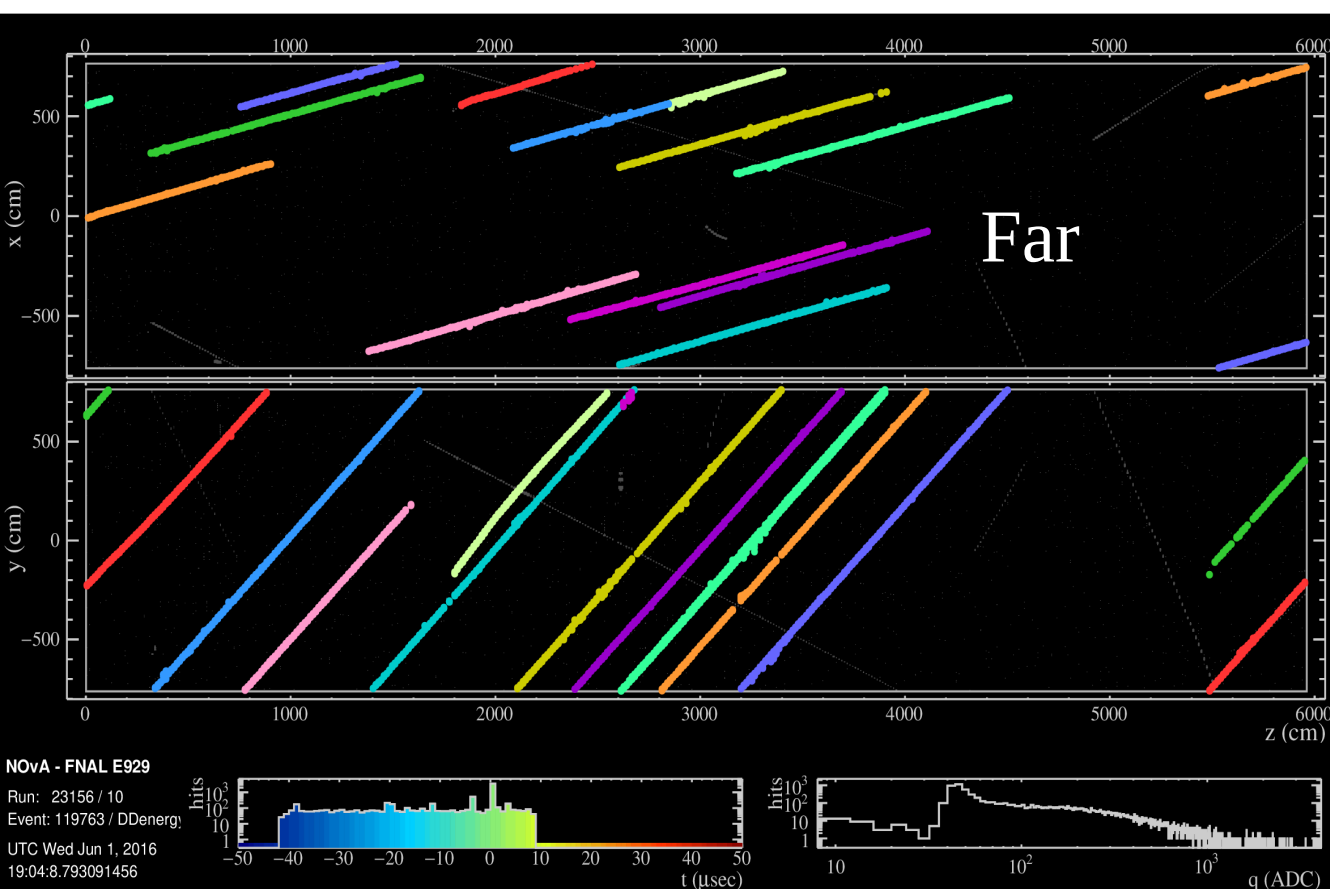 0 1000 2000 3000 4000 5000 6000
x (cm)
500
0
−500
Far
y (cm)
500
0
−500
0 1000 2000 3000 4000 5000 6000
z (cm)
NOvA - FNAL E929
Run: 23156 / 10
Event: 119763 / DDenergy
UTC Wed Jun 1, 2016
19:04:8.793091456
hits
10³
10²
10
1
−50 −40 −30 −20 −10 0 10 20 30 40 50
t (μsec)
hits
10³
10²
10
1
10 10² 10³
q (ADC)